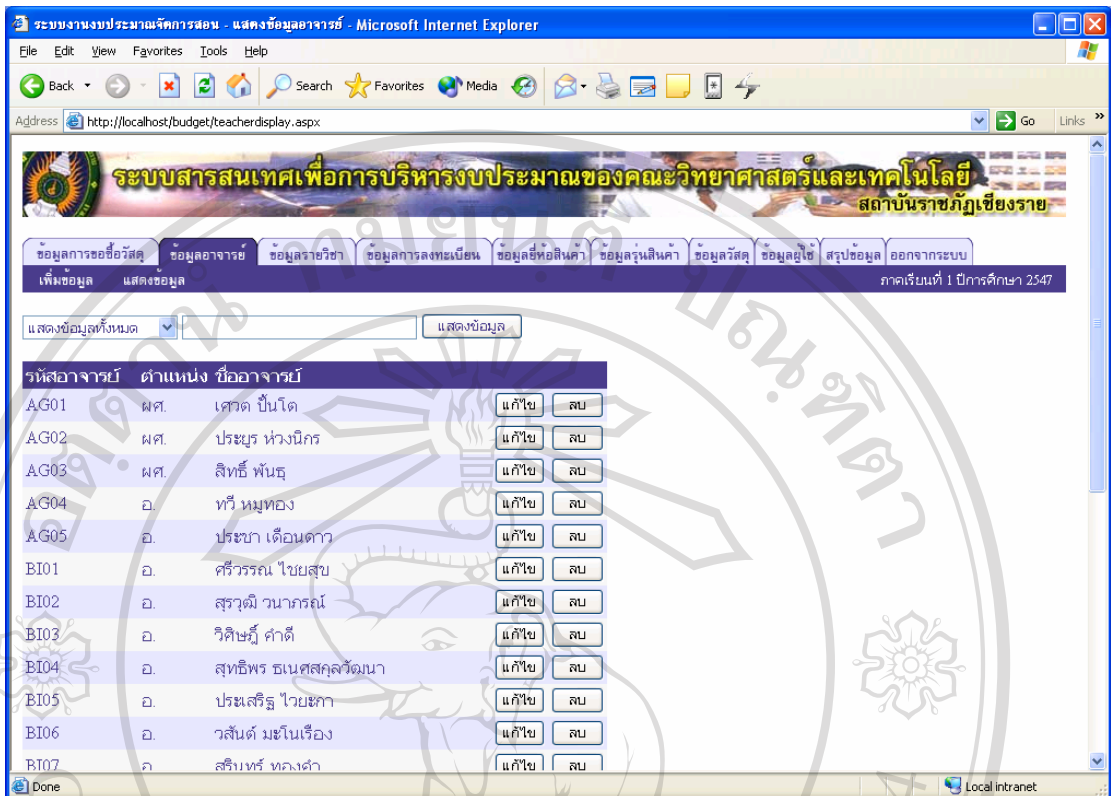 ระบบงานงบประมาณจัดการสอน - แสดงข้อมูลอาจารย์ - Microsoft Internet Explorer
File Edit View Favorites Tools Help
Back Search Favorites Media
Address http://localhost/budget/teacherdisplay.aspx Go Links »
ระบบสารสนเทศเพื่อการบริหารงบประมาณของคณะวิทยาศาสตร์และเทคโนโลยี
สถาบันราชภัฏเชียงราย
ข้อมูลการขอซื้อวัสดุ ข้อมูลอาจารย์ ข้อมูลรายวิชา ข้อมูลการลงทะเบียน ข้อมูลยี่ห้อสินค้า ข้อมูลรุ่นสินค้า ข้อมูลวัสดุ ข้อมูลผู้ใช้ สรุปข้อมูล ออกจากระบบ
เพิ่มข้อมูล แสดงข้อมูล ภาคเรียนที่ 1 ปีการศึกษา 2547
แสดงข้อมูลทั้งหมด แสดงข้อมูล
รหัสอาจารย์ ตำแหน่ง ชื่ออาจารย์
AG01 ผศ. เศวต ปั้นโต แก้ไข ลบ
AG02 ผศ. ประยูร ห่วงนิกร แก้ไข ลบ
AG03 ผศ. สิทธิ์ พันธุ แก้ไข ลบ
AG04 อ. ทวี หมูทอง แก้ไข ลบ
AG05 อ. ประชา เดือนดาว แก้ไข ลบ
BI01 อ. ศรีวรรณ ไชยสุข แก้ไข ลบ
BI02 อ. สุรวุฒิ วนาภรณ์ แก้ไข ลบ
BI03 อ. วิศิษฎิ์ คำดี แก้ไข ลบ
BI04 อ. สุทธิพร ธเนศสกุลวัฒนา แก้ไข ลบ
BI05 อ. ประเสริฐ ไวยะกา แก้ไข ลบ
BI06 อ. วสันต์ มะโนเรือง แก้ไข ลบ
BI07 อ. สรินทร์ ทองคำ แก้ไข ลบ
Done Local intranet